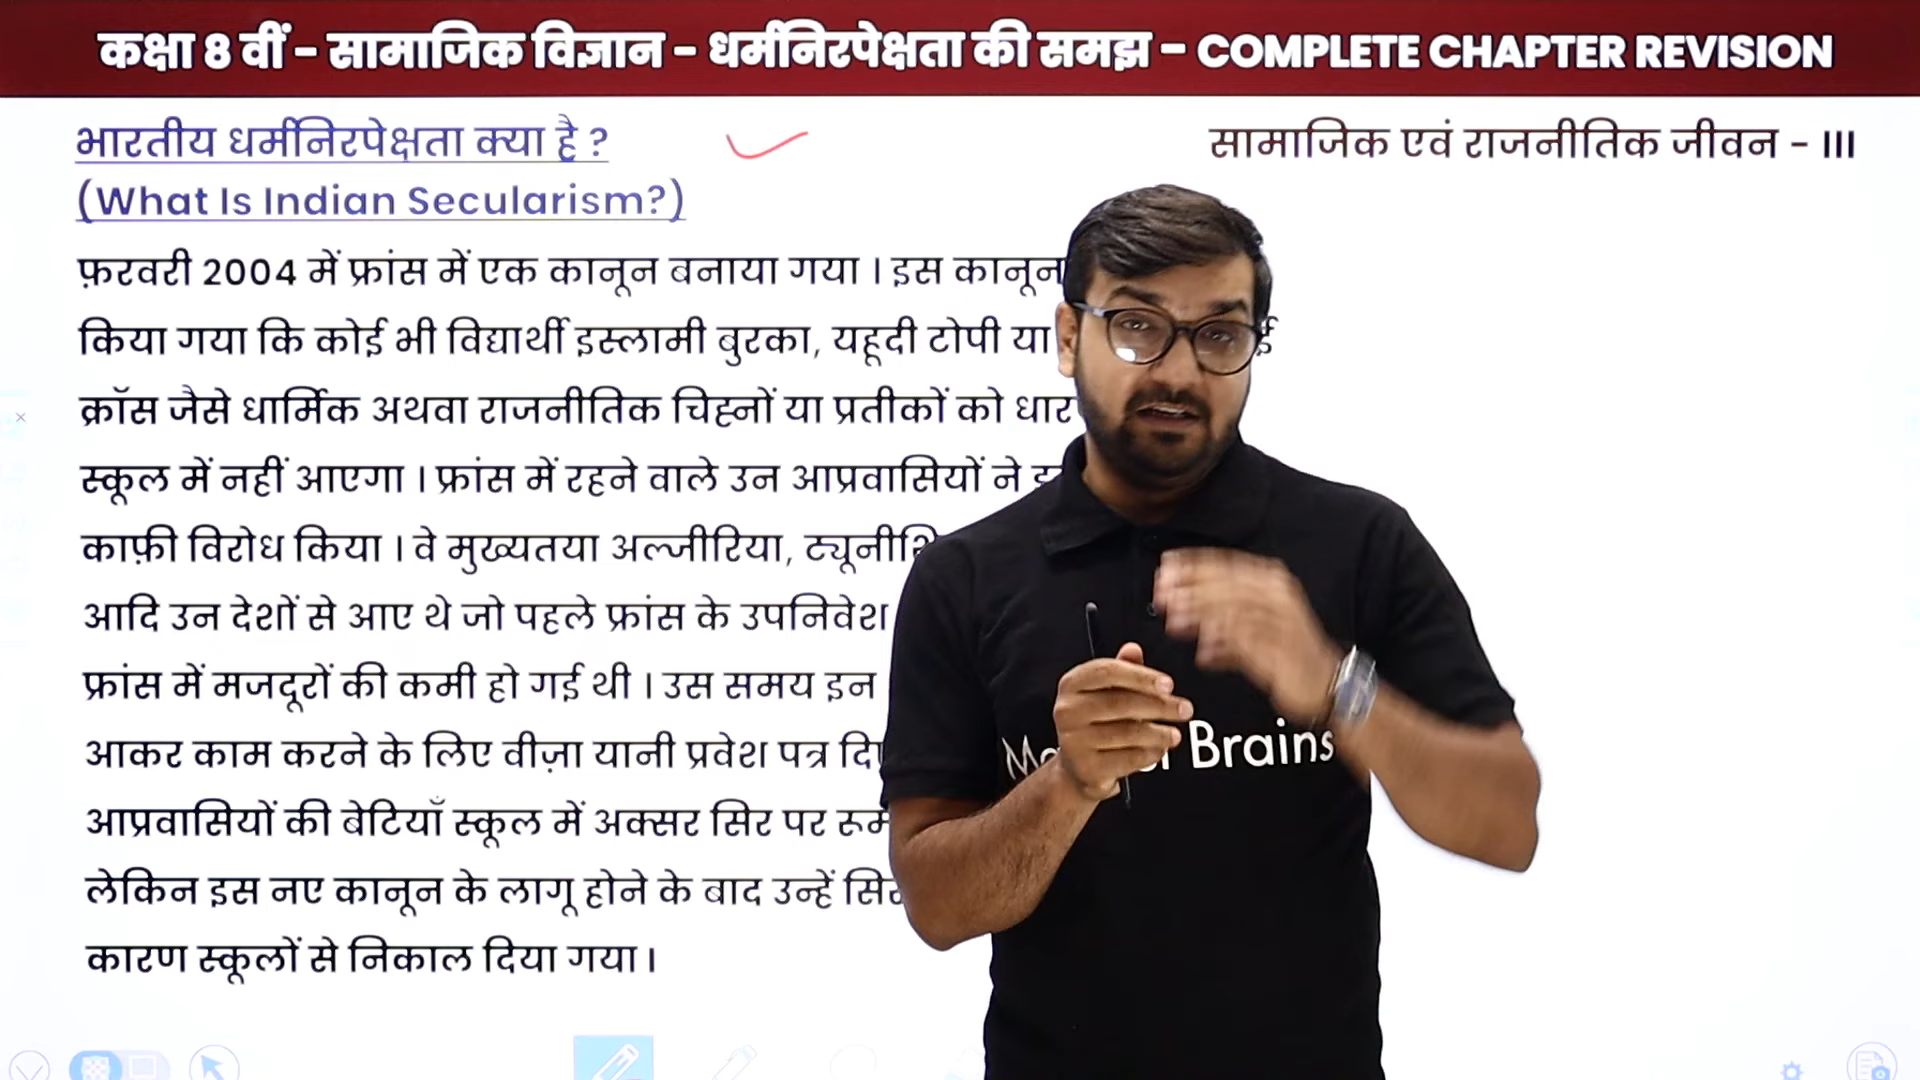 कक्षा 8 वीं - सामाजिक विज्ञान - धर्मनिरपेक्षता की समझ - COMPLETE CHAPTER REVISION
भारतीय धर्मनिरपेक्षता क्या है ?
सामाजिक एवं राजनीतिक जीवन - III
(What Is Indian Secularism?)
फ़रवरी 2004 में फ्रांस में एक कानून बनाया गया । इस कानून
किया गया कि कोई भी विद्यार्थी इस्लामी बुरका, यहूदी टोपी या
क्रॉस जैसे धार्मिक अथवा राजनीतिक चिह्नों या प्रतीकों को
स्कूल में नहीं आएगा । फ्रांस में रहने वाले उन आप्रवासियों ने
काफ़ी विरोध किया । वे मुख्यतया अल्जीरिया,
आदि उन देशों से आए थे जो पहले फ्रांस के उपनिवेश
फ्रांस में मजदूरों की कमी हो गई थी । उस समय इन
आकर काम करने के लिए वीज़ा यानी प्रवेश पत्र
आप्रवासियों की बेटियाँ स्कूल में अक्सर सिर पर
लेकिन इस नए कानून के लागू होने के बाद उन्हें
कारण स्कूलों से निकाल दिया गया ।
Brains